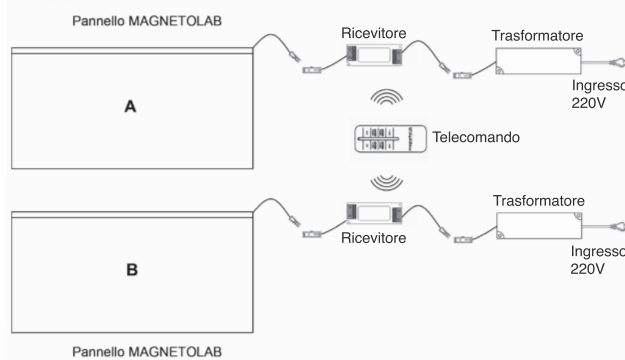 Pannello MAGNETOLAB
Ricevitore
Trasformatore
Ingresso
220V
A
Telecomando
Trasformatore
Ricevitore
Ingresso
220V
B
Pannello MAGNETOLAB